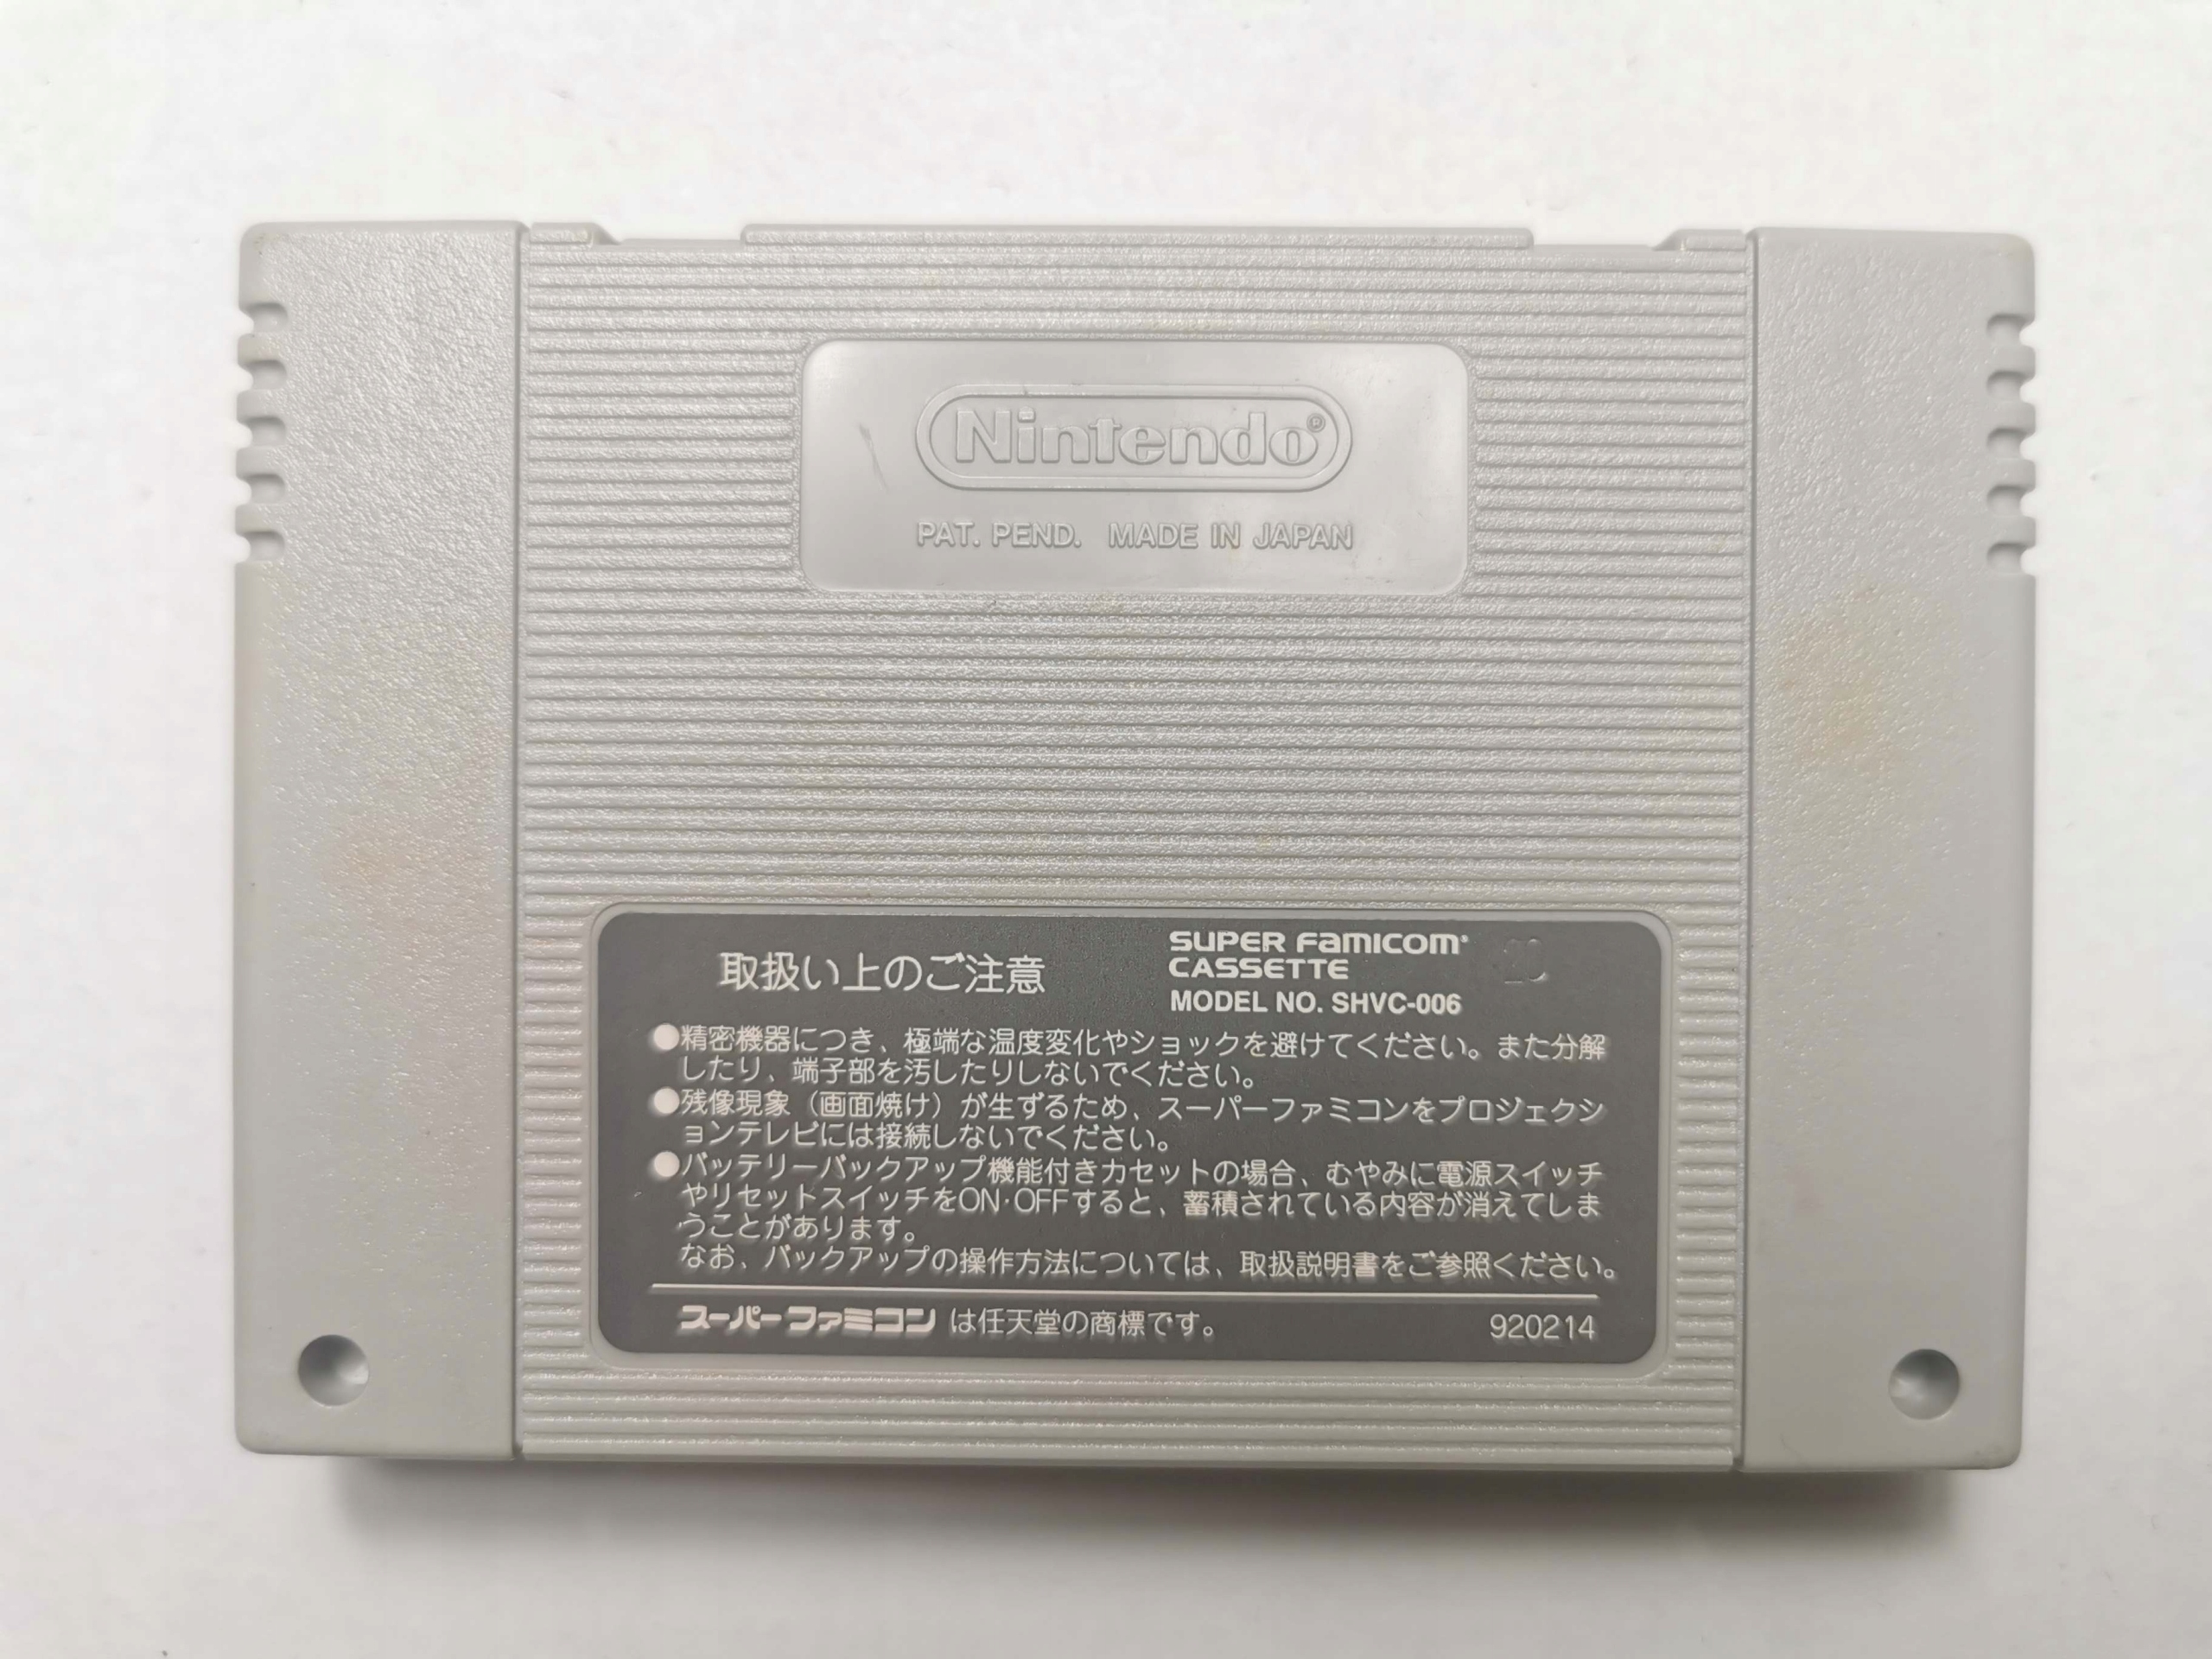 Nintendo®
PAT. PEND. MADE IN JAPAN
取扱い上のご注意
SUPER FAMICOM
CASSETTE
MODEL NO. SHVC-006
●精密機器につき、極端な温度変化やショックを避けてください。また分解
したり、端子部を汚したりしないでください。
●残像現象（画面焼け）が生ずるため、スーパーファミコンをプロジェクシ
ョンテレビには接続しないでください。
●バッテリーバックアップ機能付きカセットの場合、むやみに電源スイッチ
やリセットスイッチをON·OFFすると、蓄積されている内容が消えてしま
うことがあります。
なお、バックアップの操作方法については、取扱説明書をご参照ください。
スーパーファミコン は任天堂の商標です。
920214